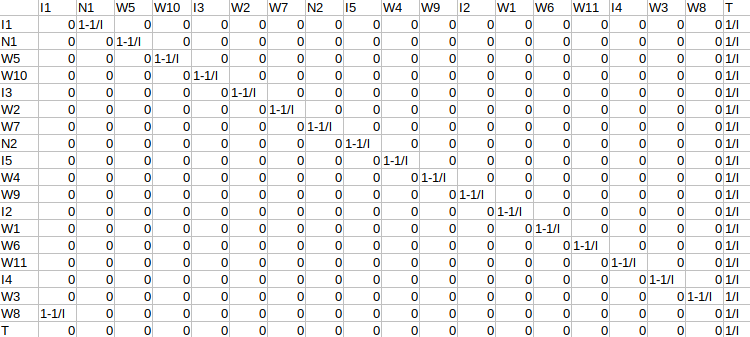 I1 N1 W5 W10 I3 W2 W7 N2 I5 W4 W9 I2 W1 W6 W11 I4 W3 W8 T
I1 0 1-1/l 0 0 0 0 0 0 0 0 0 0 0 0 0 0 0 0 1/l
N1 0 0 1-1/l 0 0 0 0 0 0 0 0 0 0 0 0 0 0 0 1/l
W5 0 0 0 1-1/l 0 0 0 0 0 0 0 0 0 0 0 0 0 0 1/l
W10 0 0 0 0 1-1/l 0 0 0 0 0 0 0 0 0 0 0 0 0 1/l
I3 0 0 0 0 0 1-1/l 0 0 0 0 0 0 0 0 0 0 0 0 1/l
W2 0 0 0 0 0 0 1-1/l 0 0 0 0 0 0 0 0 0 0 0 1/l
W7 0 0 0 0 0 0 0 1-1/l 0 0 0 0 0 0 0 0 0 0 1/l
N2 0 0 0 0 0 0 0 0 1-1/l 0 0 0 0 0 0 0 0 0 1/l
I5 0 0 0 0 0 0 0 0 0 1-1/l 0 0 0 0 0 0 0 0 1/l
W4 0 0 0 0 0 0 0 0 0 0 1-1/l 0 0 0 0 0 0 0 1/l
W9 0 0 0 0 0 0 0 0 0 0 0 1-1/l 0 0 0 0 0 0 1/l
I2 0 0 0 0 0 0 0 0 0 0 0 0 1-1/l 0 0 0 0 0 1/l
W1 0 0 0 0 0 0 0 0 0 0 0 0 0 1-1/l 0 0 0 0 1/l
W6 0 0 0 0 0 0 0 0 0 0 0 0 0 0 1-1/l 0 0 0 1/l
W11 0 0 0 0 0 0 0 0 0 0 0 0 0 0 0 1-1/l 0 0 1/l
I4 0 0 0 0 0 0 0 0 0 0 0 0 0 0 0 0 1-1/l 0 1/l
W3 0 0 0 0 0 0 0 0 0 0 0 0 0 0 0 0 0 1-1/l 1/l
W8 1-1/l 0 0 0 0 0 0 0 0 0 0 0 0 0 0 0 0 0 1/l
T 0 0 0 0 0 0 0 0 0 0 0 0 0 0 0 0 0 0 1/l